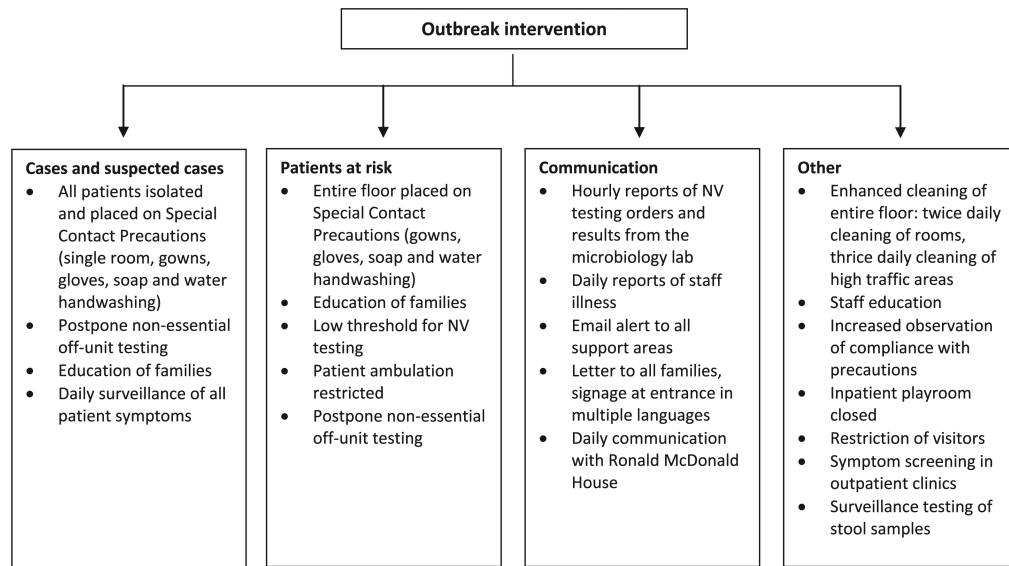 Outbreak intervention
Cases and suspected cases
• All patients isolated
and placed on Special
Contact Precautions
(single room, gowns,
gloves, soap and water
handwashing)
• Postpone non-essential
off-unit testing
• Education of families
• Daily surveillance of all
patient symptoms
Patients at risk
• Entire floor placed on
Special Contact
Precautions (gowns,
gloves, soap and water
handwashing)
• Education of families
• Low threshold for NV
testing
• Patient ambulation
restricted
• Postpone non-essential
off-unit testing
Communication
• Hourly reports of NV
testing orders and
results from the
microbiology lab
• Daily reports of staff
illness
• Email alert to all
support areas
• Letter to all families,
signage at entrance in
multiple languages
• Daily communication
with Ronald McDonald
House
Other
• Enhanced cleaning of
entire floor: twice daily
cleaning of rooms,
thrice daily cleaning of
high traffic areas
• Staff education
• Increased observation
of compliance with
precautions
• Inpatient playroom
closed
• Restriction of visitors
• Symptom screening in
outpatient clinics
• Surveillance testing of
stool samples